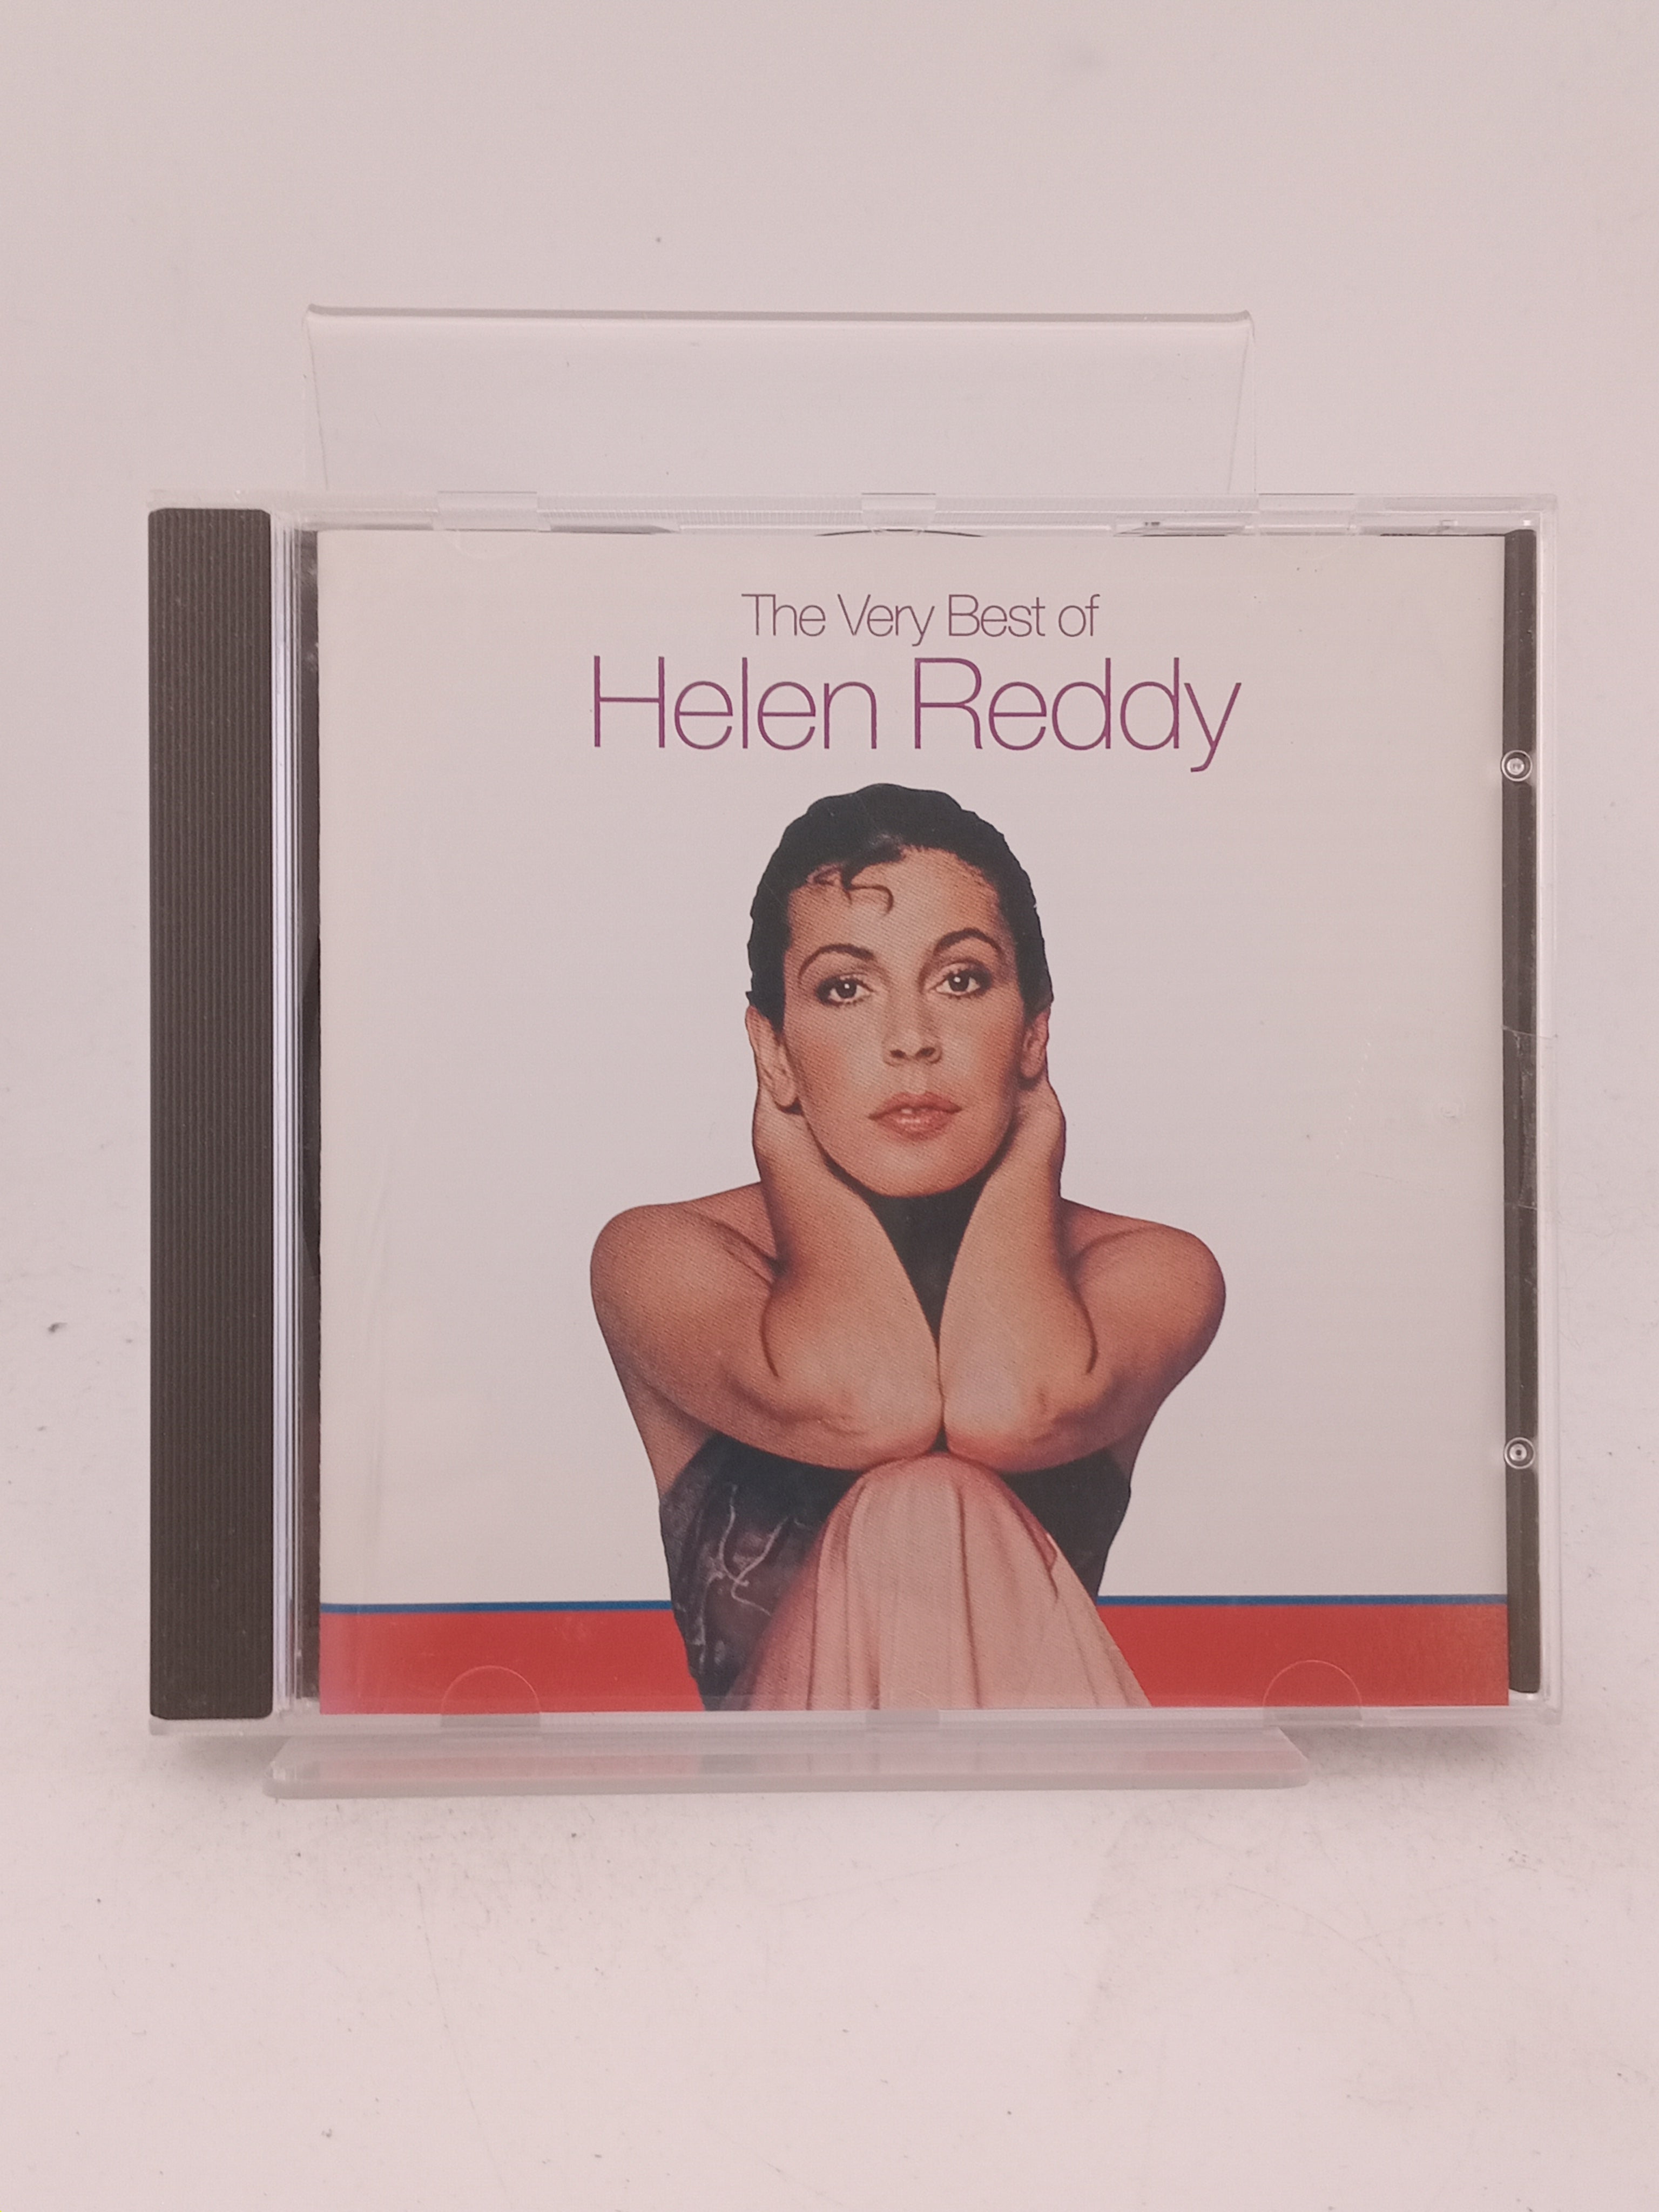 The Very Best of
Helen Reddy